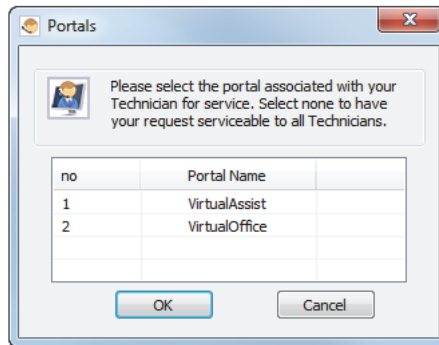 Portals
Please select the portal associated with your
Technician for service. Select none to have
your request serviceable to all Technicians.
no Portal Name
1 VirtualAssist
2 VirtualOffice
OK Cancel